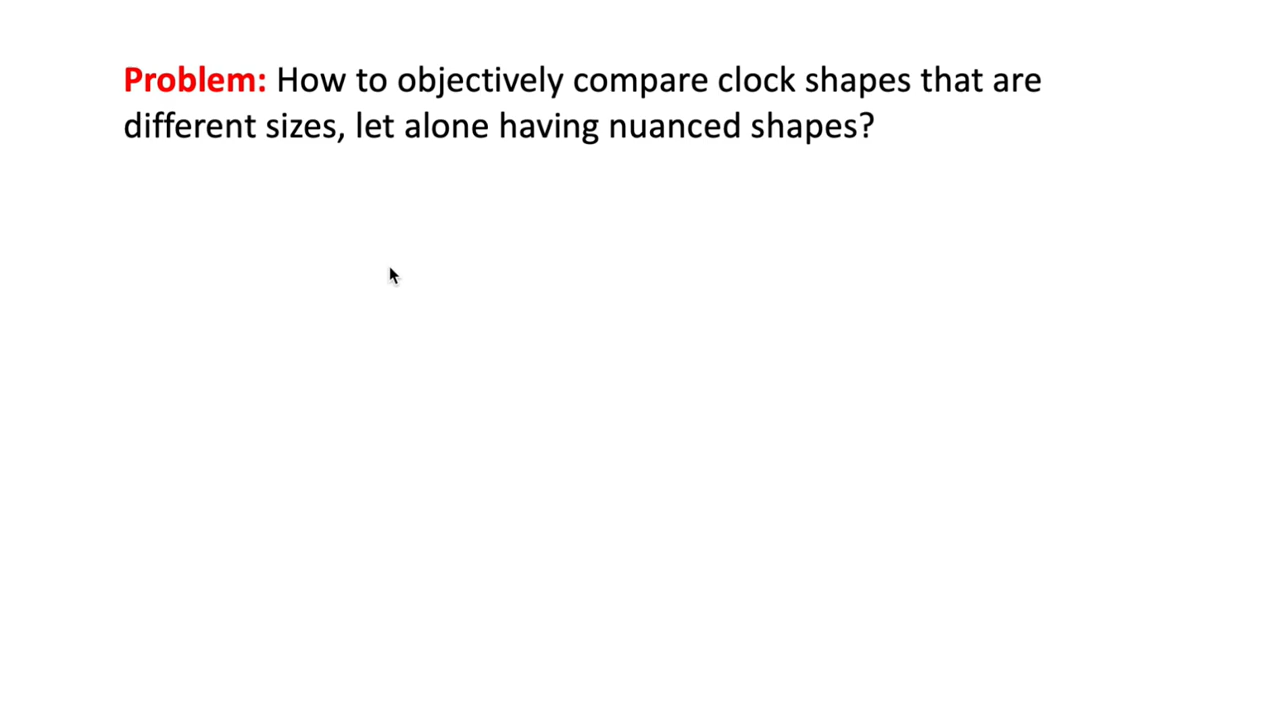 Problem: How to objectively compare clock shapes that are
different sizes, let alone having nuanced shapes?